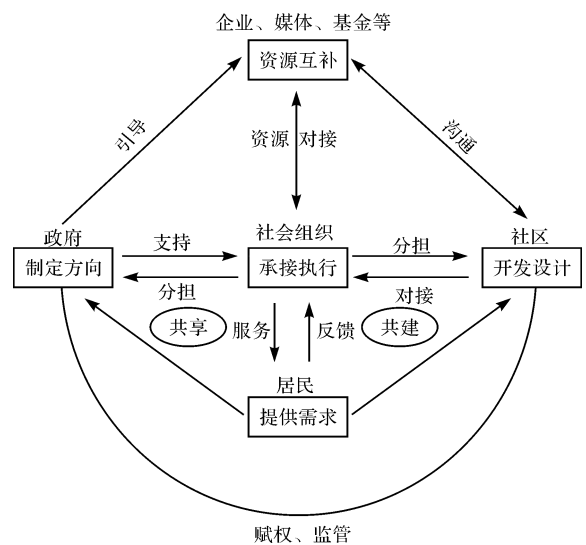 企业、媒体、基金等
资源互补
引导
资源 对接
沟通
政府
社会组织
社区
制定方向
支持
承接执行
分担
开发设计
分担
对接
共享
服务
反馈
共建
居民
提供需求
赋权、监管